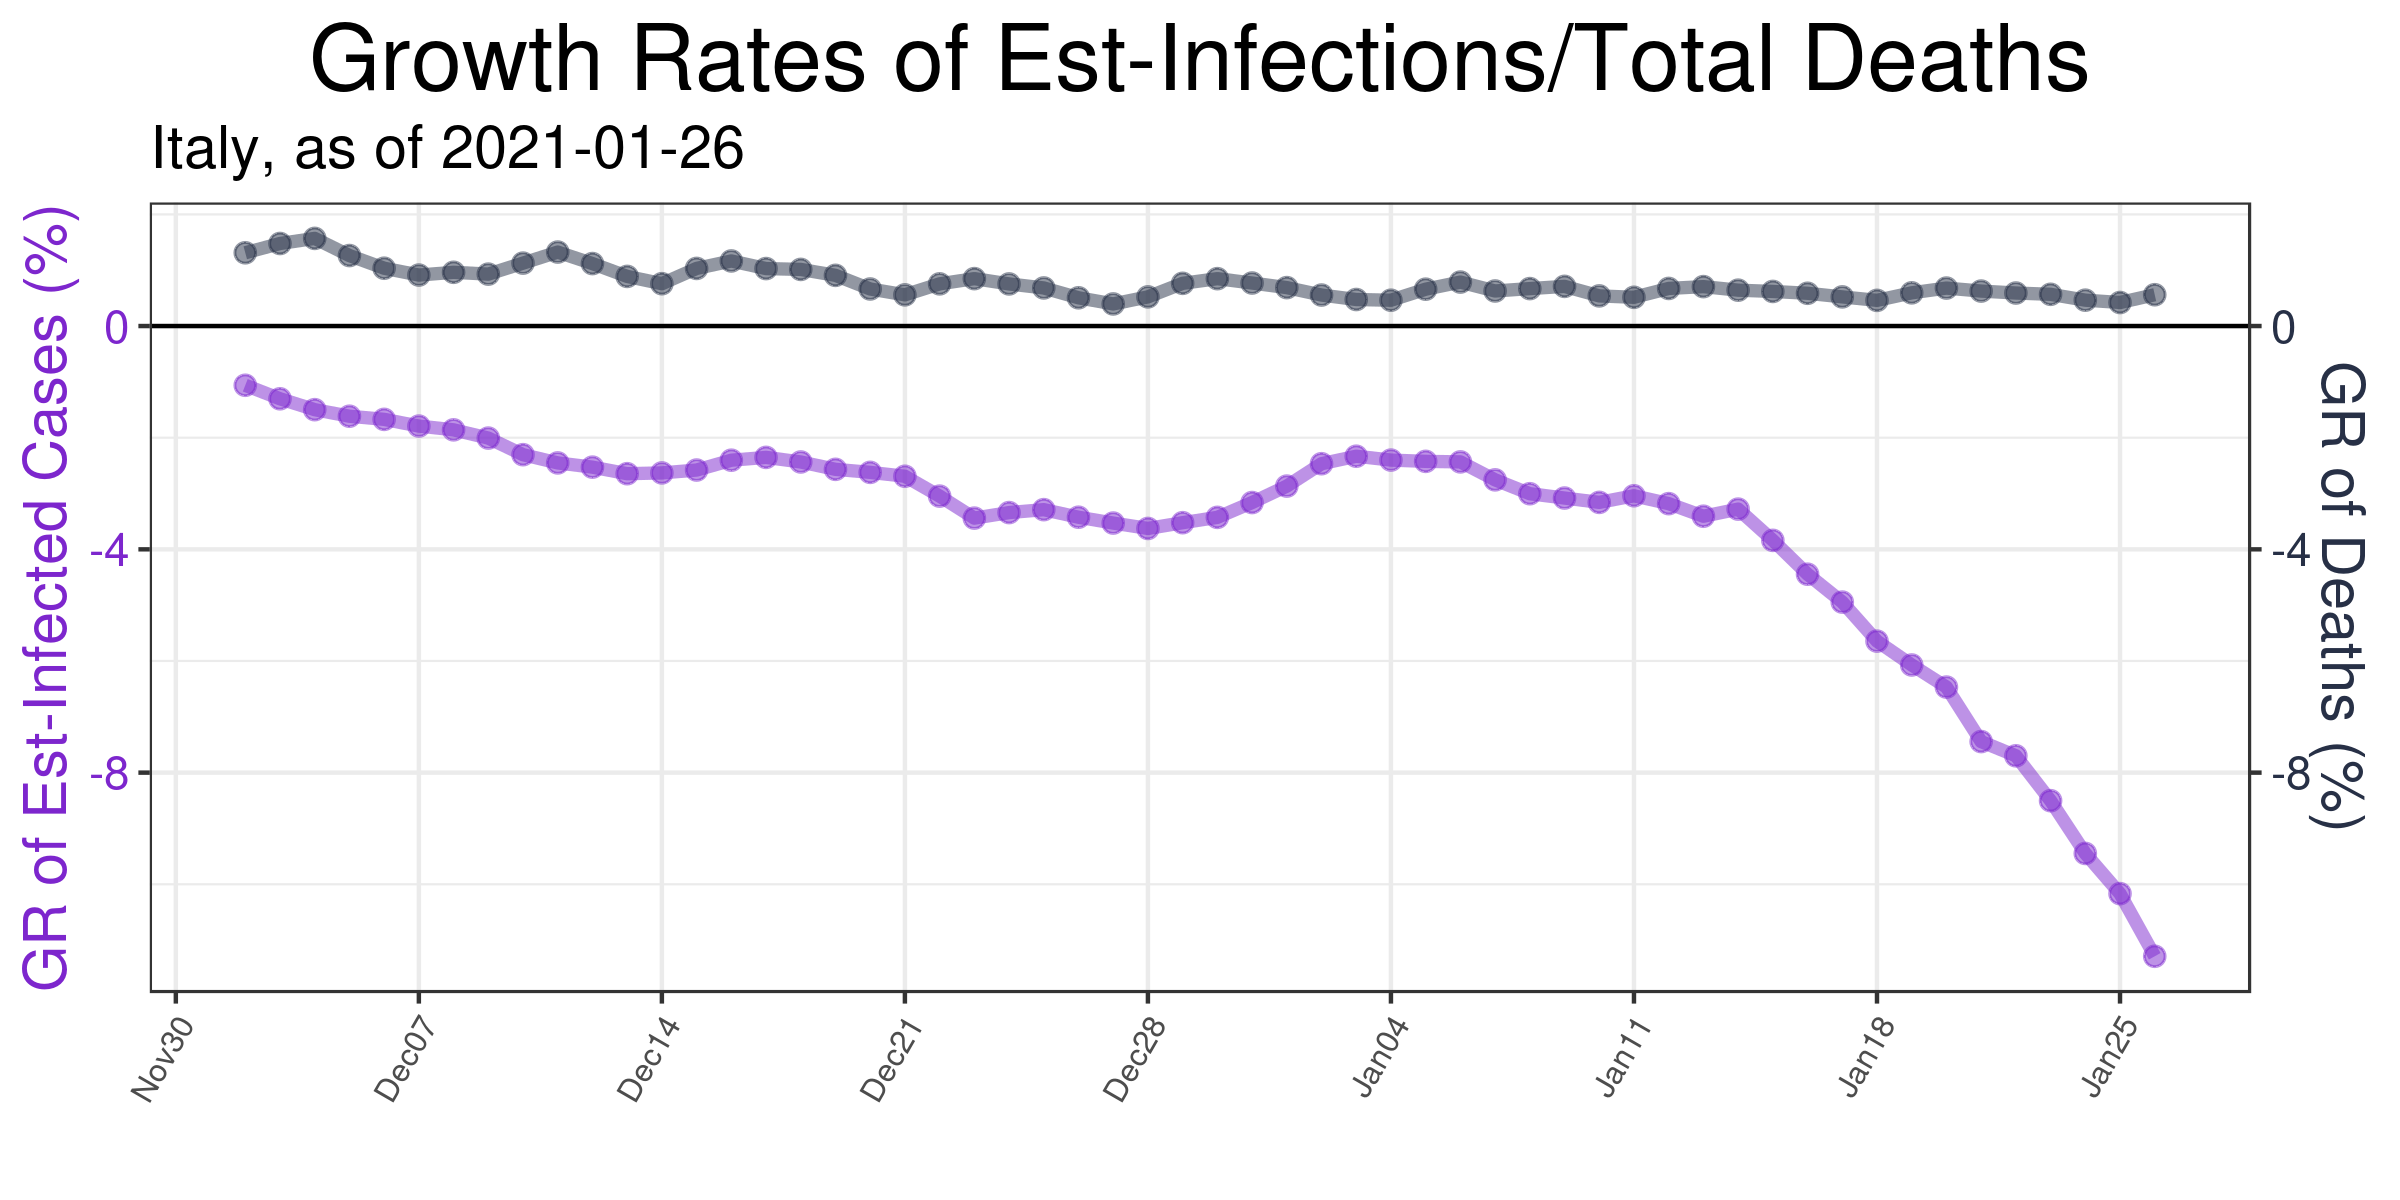 Growth Rates of Est-Infections/Total Deaths
Italy, as of 2021-01-26
GR of Est-Infected Cases (%)
0
-4
-8
0
-4
-8
GR of Deaths (%)
Nov30
Dec07
Dec14
Dec21
Dec28
Jan04
Jan11
Jan18
Jan25